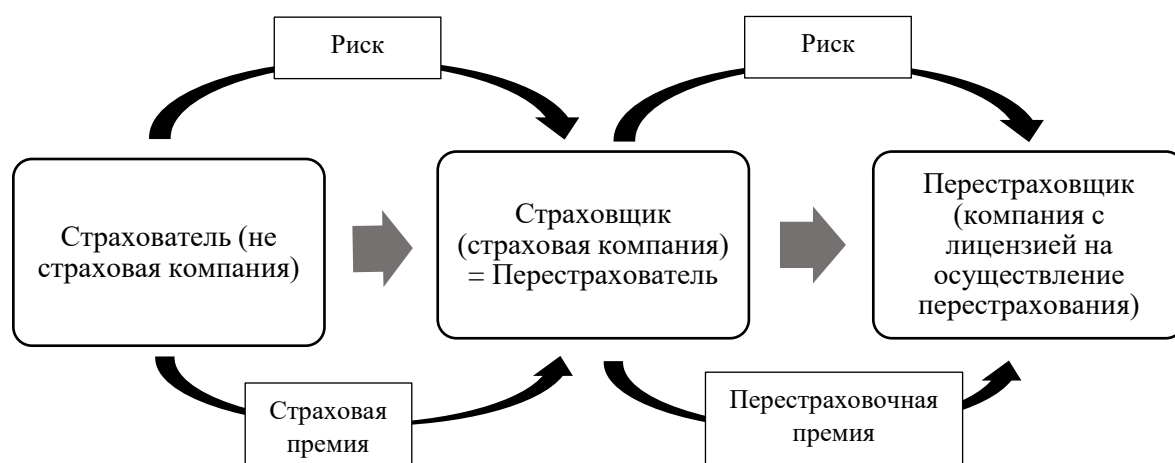 Риск
Риск
Страхователь (не
страховая компания)
Страховщик
(страховая компания)
= Перестрахователь
Перестраховщик
(компания с
лицензией на
осуществление
перестрахования)
Страховая
премия
Перестраховочная
премия